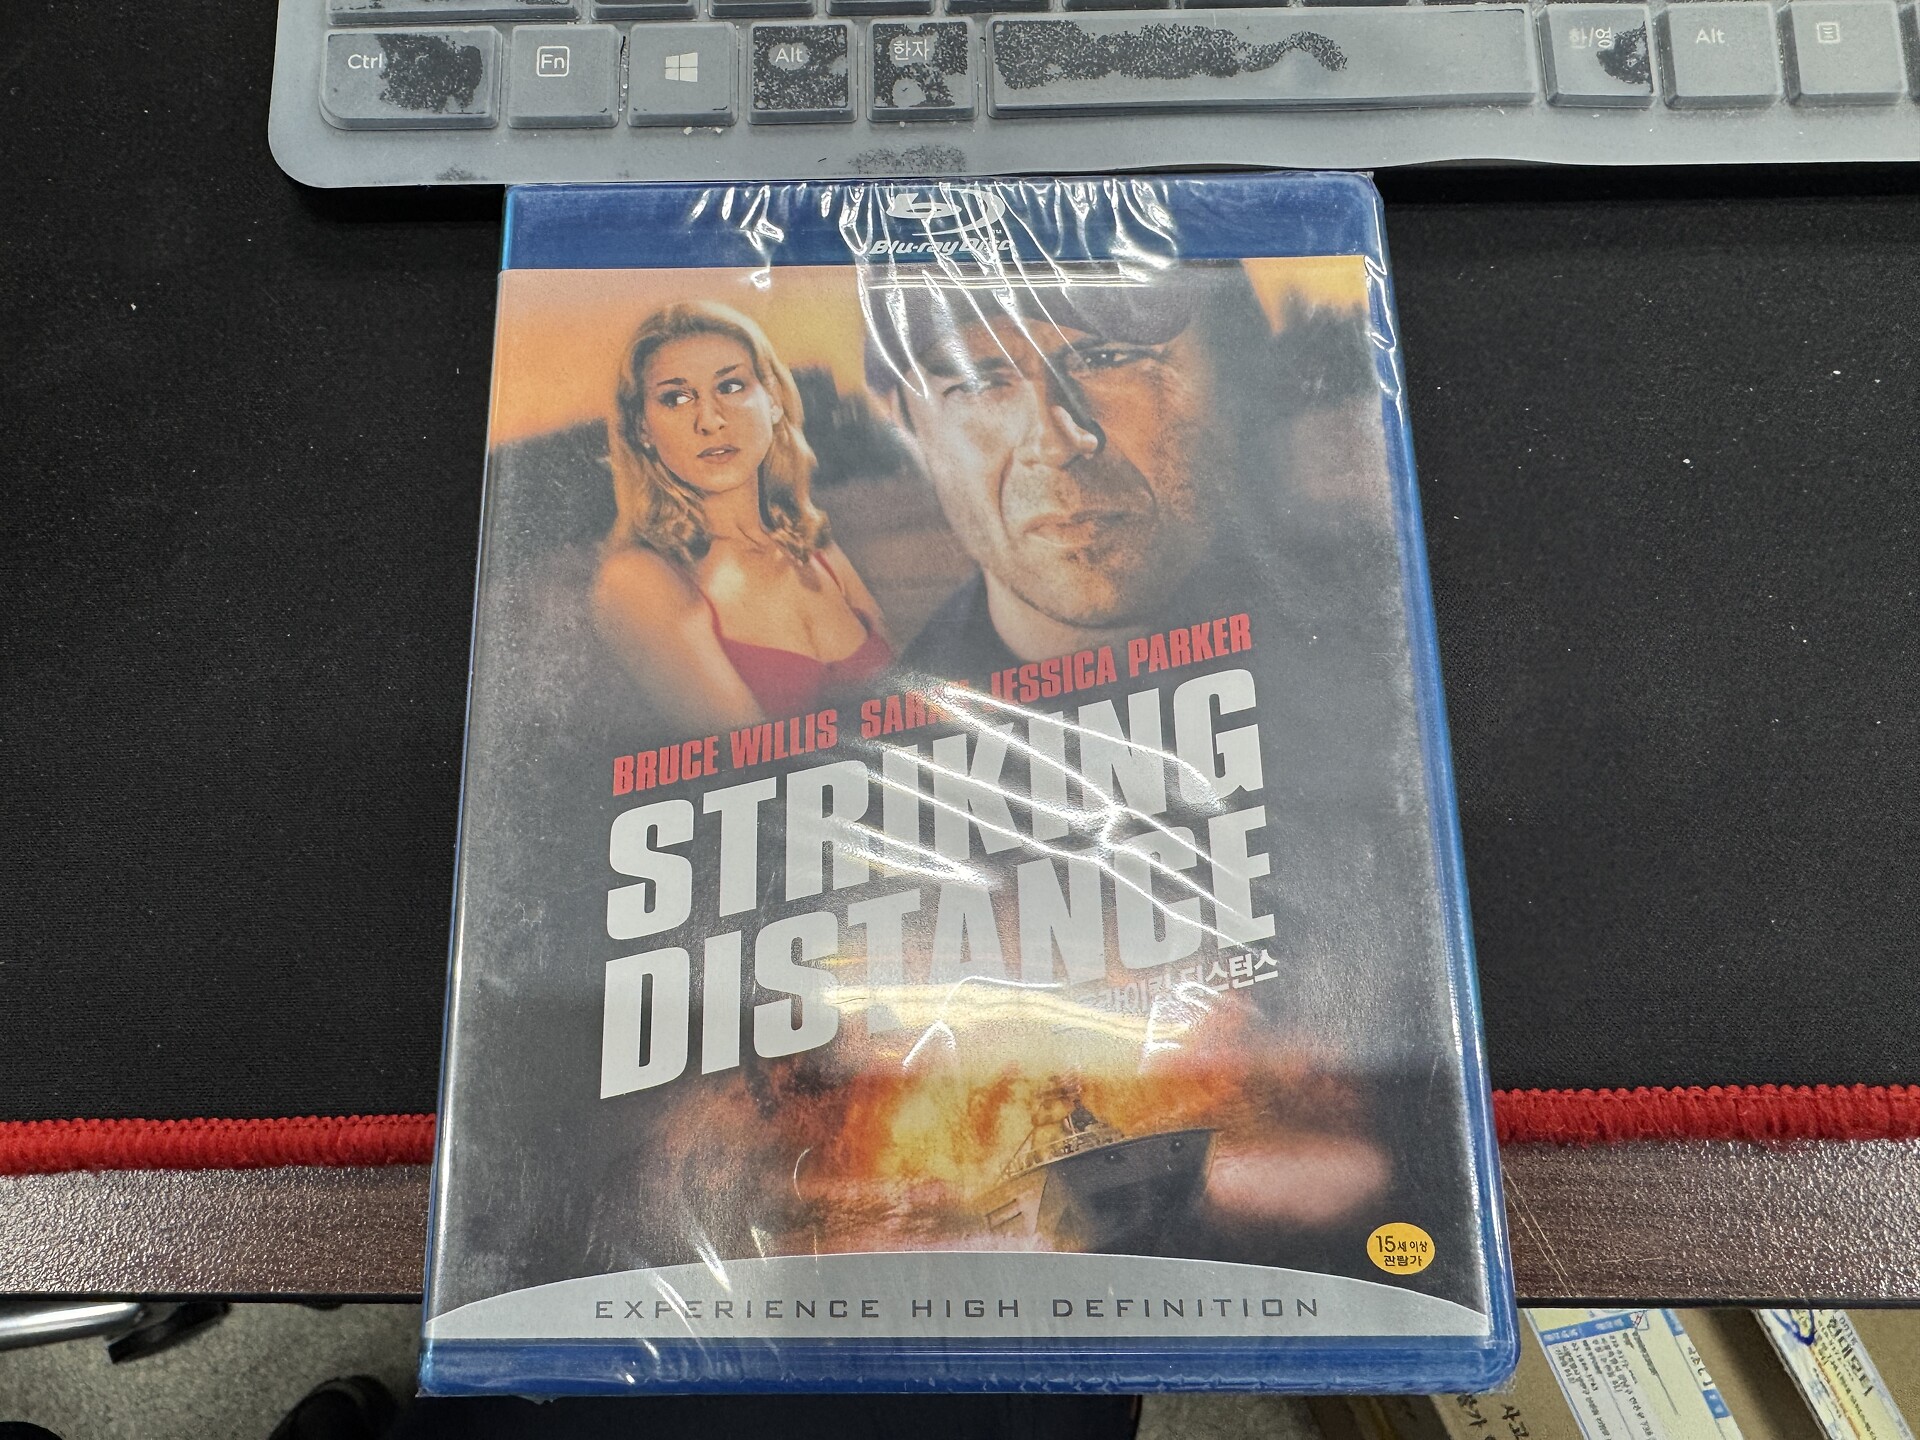 Ctrl Fn Alt 한자 한/영 Alt
Blu-ray Disc
BRUCE WILLIS SARAH JESSICA PARKER
STRIKING
DISTANCE
디스턴스
15세이상
관람가
EXPERIENCE HIGH DEFINITION